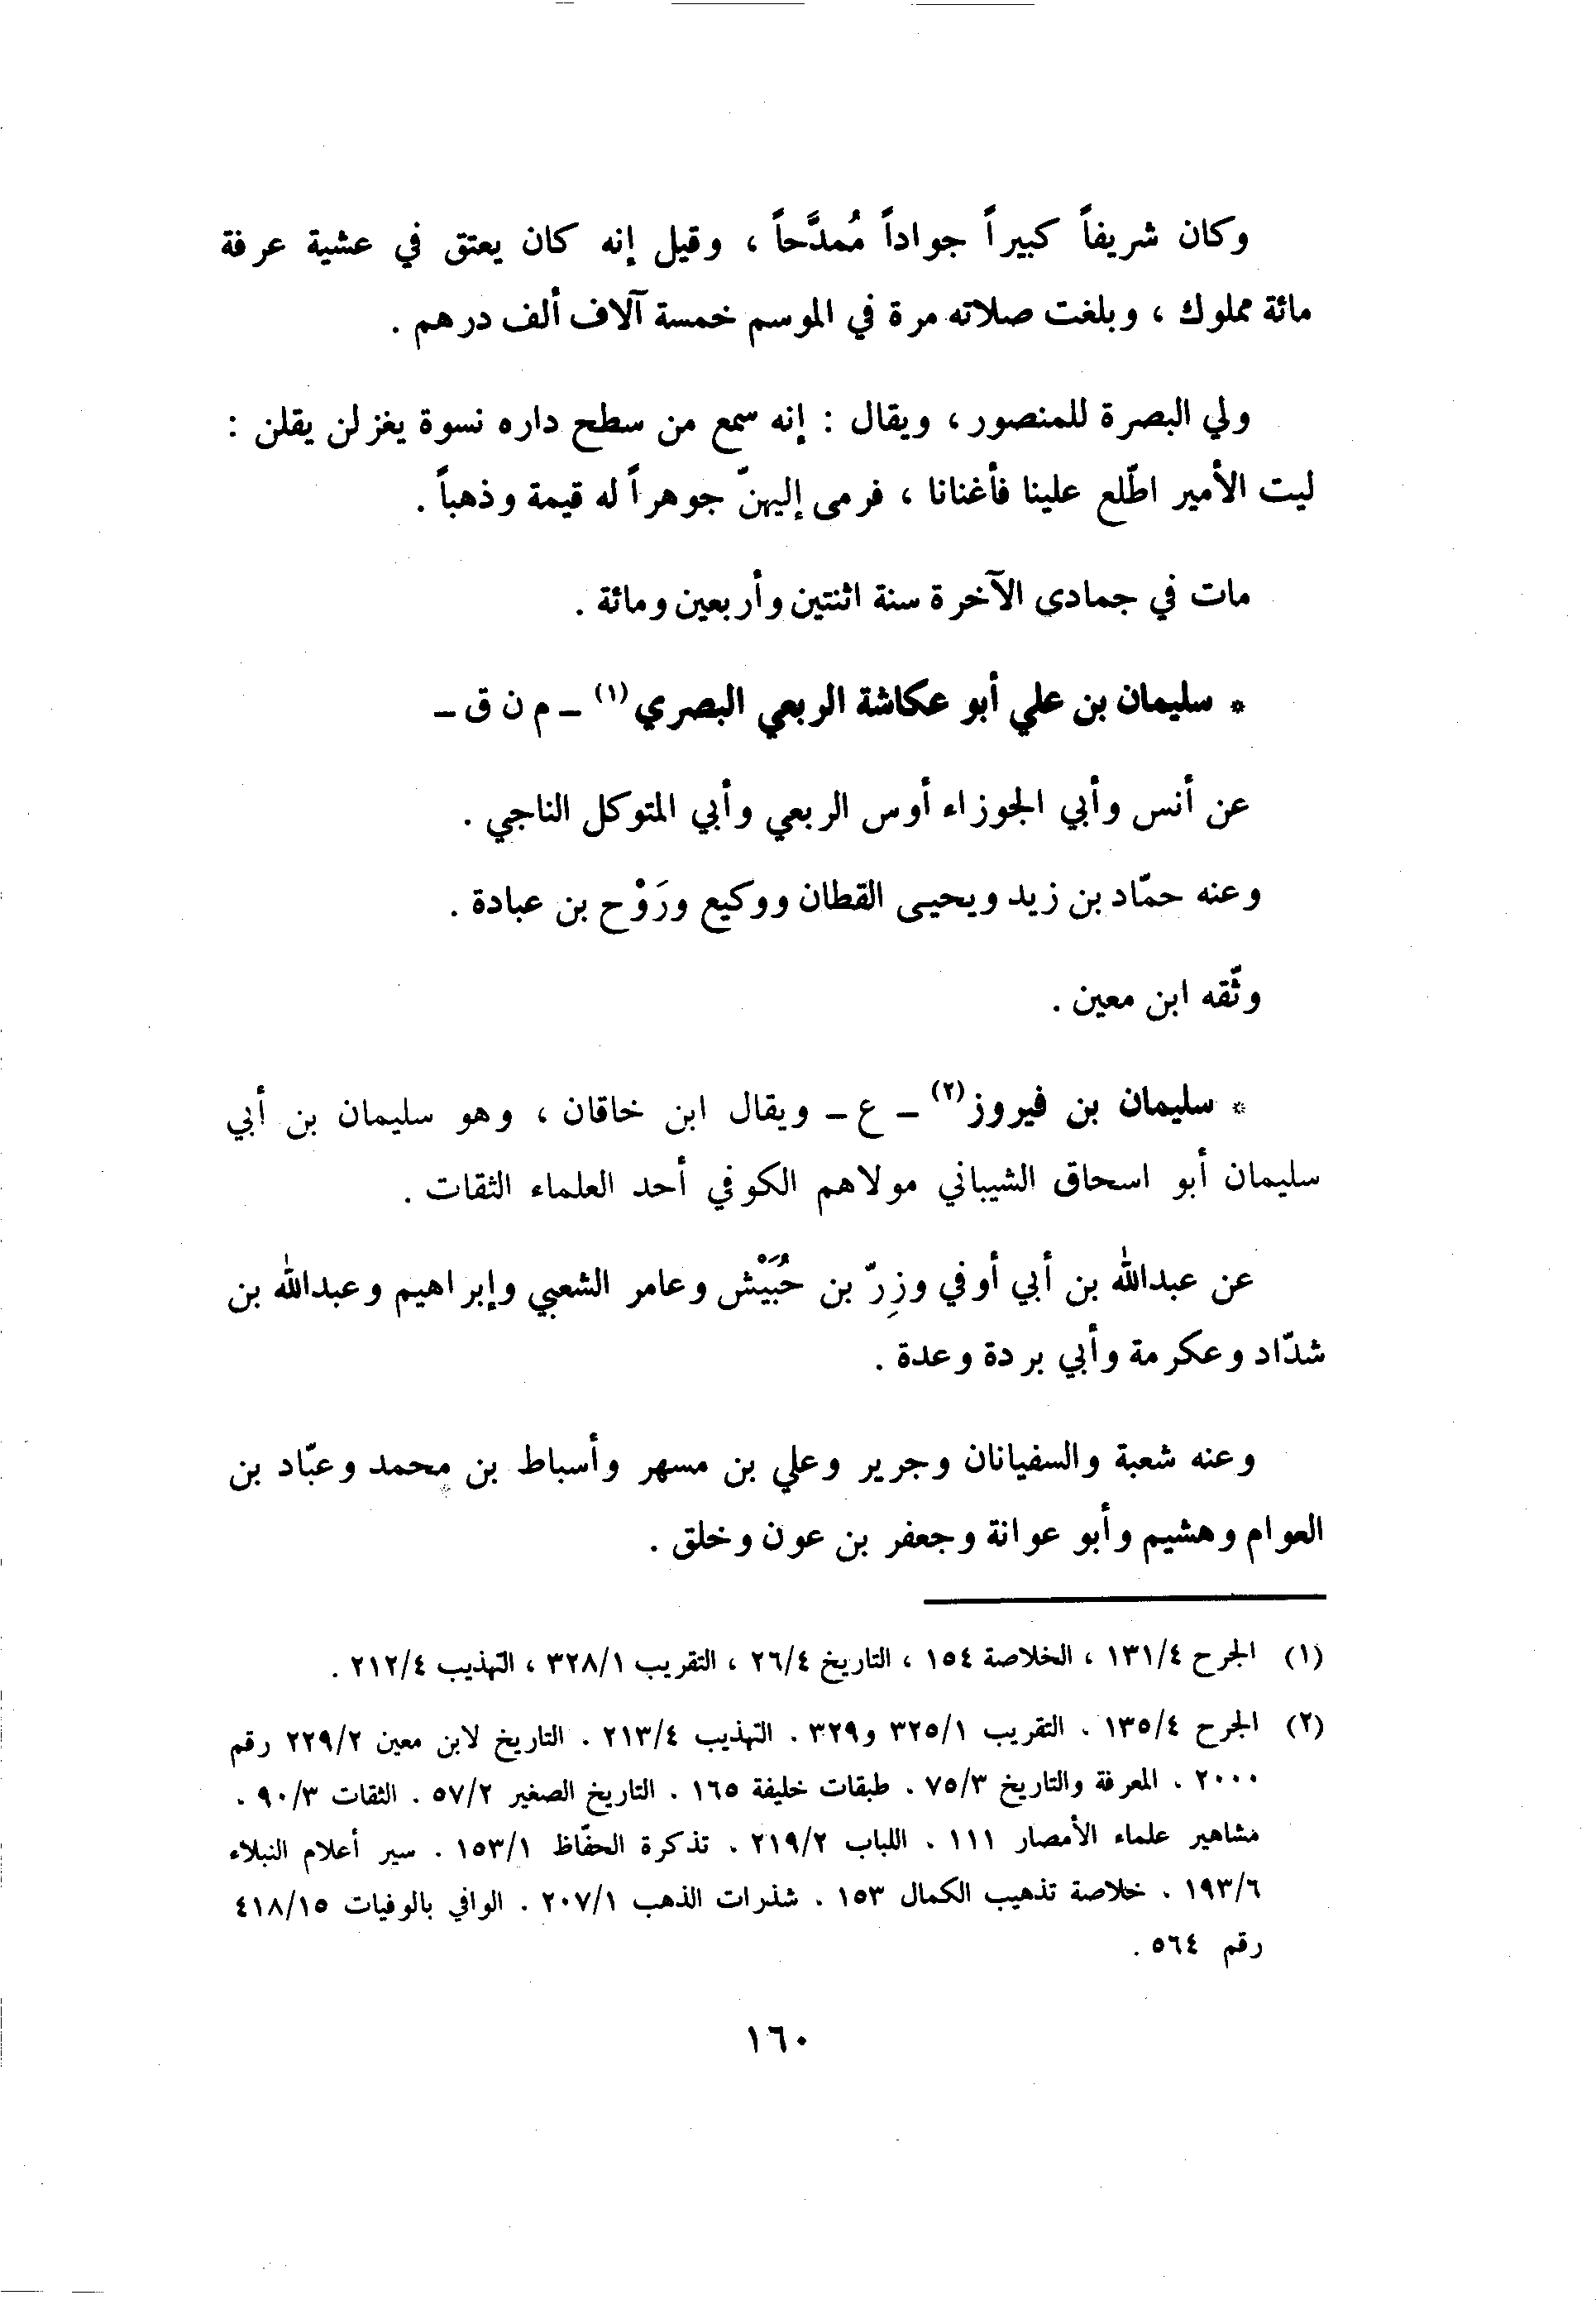 وكان شريفاً كبيراً جواداً مُمدَّحاً ، وقيل إنه كان يعتق في عشية عرفة
مائة مملوك ، وبلغت صلاته مرة في الموسم خمسة آلاف ألف درهم .
ولي البصرة للمنصور ، ويقال : إنه سمع من سطح داره نسوة يغزلن يقلن :
ليت الأمير اطّلع علينا فأغنانا ، فرمى إليهنّ جوهراً له قيمة وذهباً .
مات في جمادى الآخرة سنة اثنتين وأربعين ومائة .
* سليمان بن علي أبو عكاشة الربعي البصري (١) ـ م ن ق ـ
عن أنس وأبي الجوزاء أوس الربعي وأبي المتوكل الناجي .
وعنه حمّاد بن زيد ويحيى القطان ووكيع ورَوْح بن عبادة .
وثّقه ابن معين .
* سليمان بن فيروز (٢) ـ ع ـ ويقال ابن خاقان ، وهو سليمان بن أبي
سليمان أبو اسحاق الشيباني مولاهم الكوفي أحد العلماء الثقات .
عن عبدالله بن أبي أوفي وزِرّ بن حُبَيْش وعامر الشعبي وإبراهيم وعبدالله بن
شدّاد وعكرمة وأبي بردة وعدة .
وعنه شعبة والسفيانان وجرير وعلي بن مسهر وأسباط بن محمد وعبّاد بن
العوام وهشيم وأبو عوانة وجعفر بن عون وخلق .
(١) الجرح ١٣١/٤ ، الخلاصة ١٥٤ ، التاريخ ٢٦/٤ ، التقريب ٣٢٨/١ ، التهذيب ٢١٢/٤ .
(٢) الجرح ١٣٥/٤ . التقريب ٣٢٥/١ و٣٢٩ . التهذيب ٢١٣/٤ . التاريخ لابن معين ٢٢٩/٢ رقم
٢٠٠٠ . المعرفة والتاريخ ٧٥/٣ . طبقات خليفة ١٦٥ . التاريخ الصغير ٥٧/٢ . الثقات ٩٠/٣ .
مشاهير علماء الأمصار ١١١ . اللباب ٢١٩/٢ . تذكرة الحفّاظ ١٥٣/١ . سير أعلام النبلاء
١٩٣/٦ . خلاصة تذهيب الكمال ١٥٣ . شذرات الذهب ٢٠٧/١ . الوافي بالوفيات ٤١٨/١٥
رقم ٥٦٤ .
١٦٠